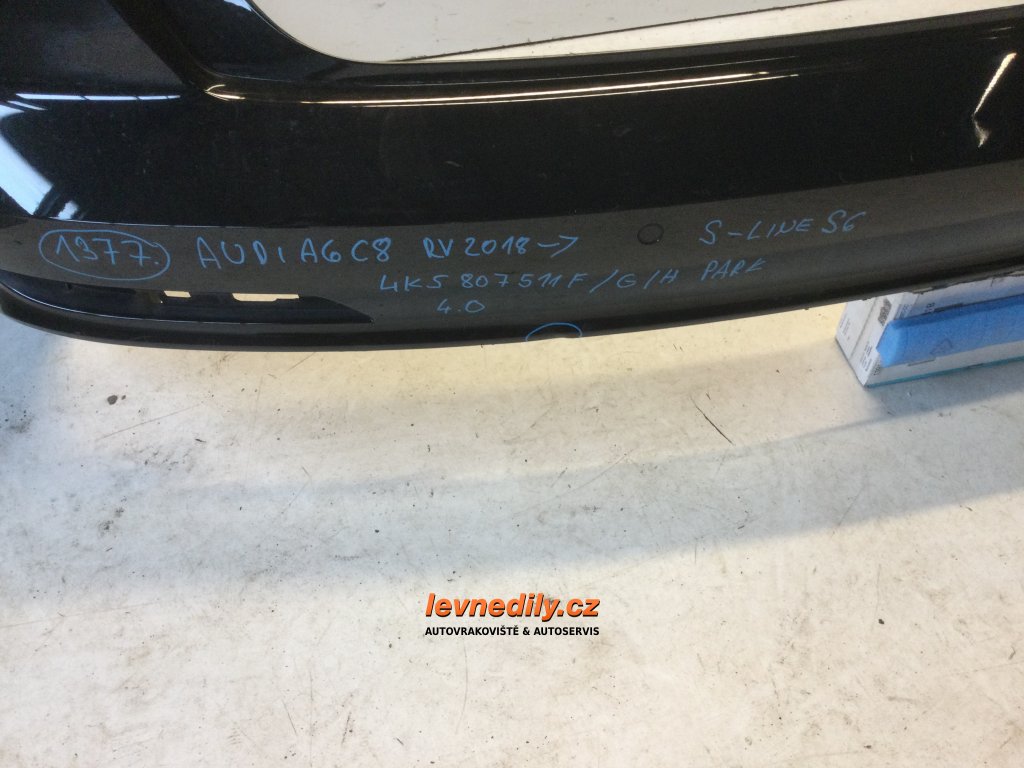 1377. AUDI A6 C8 RV 2018 → S-LINE S6
4K5 807 511 F/G/H PARK
4.0
levnedily.cz
AUTOVRAKOVIŠTĚ & AUTOSERVIS